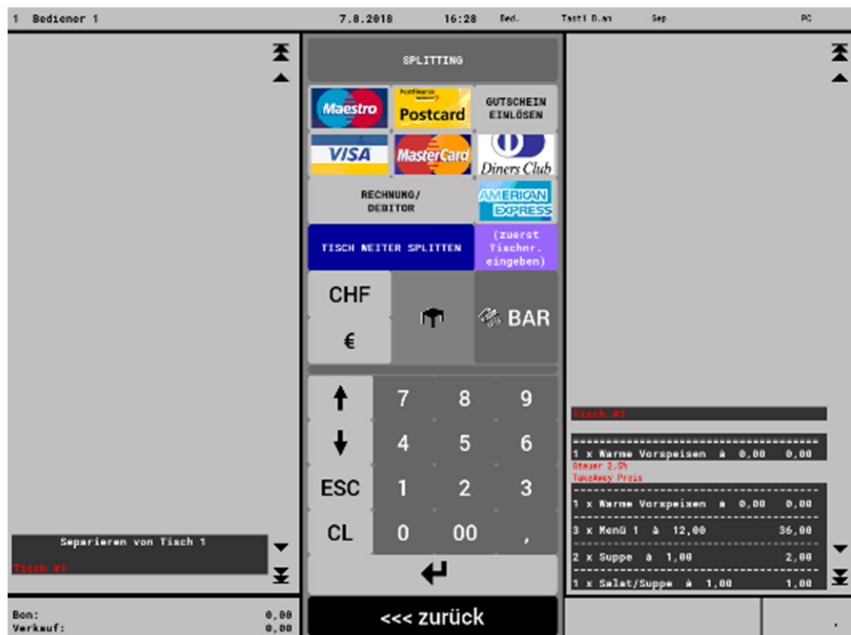 1 Bediener 1 7.8.2018 16:28 Bed. Tast1 D.an Sep PC
SPLITTING
Maestro
PostFinance
Postcard
GUTSCHEIN
EINLÖSEN
VISA
MasterCard
Diners Club
RECHNUNG/
DEBITOR
AMERICAN
EXPRESS
TISCH WEITER SPLITTEN
(zuerst
Tischnr.
eingeben)
CHF
€
BAR
7 8 9
4 5 6
ESC 1 2 3
CL 0 00 ,
<<< zurück
Separieren von Tisch 1
Tisch #1
Bon: 0,00
Verkauf: 0,00
Tisch #1
1 x Warme Vorspeisen à 0,00 0,00
Steuer 2.5%
TakeAway Preis
1 x Warme Vorspeisen à 0,00 0,00
3 x Menü 1 à 12,00 36,00
2 x Suppe à 1,00 2,00
1 x Salat/Suppe à 1,00 1,00